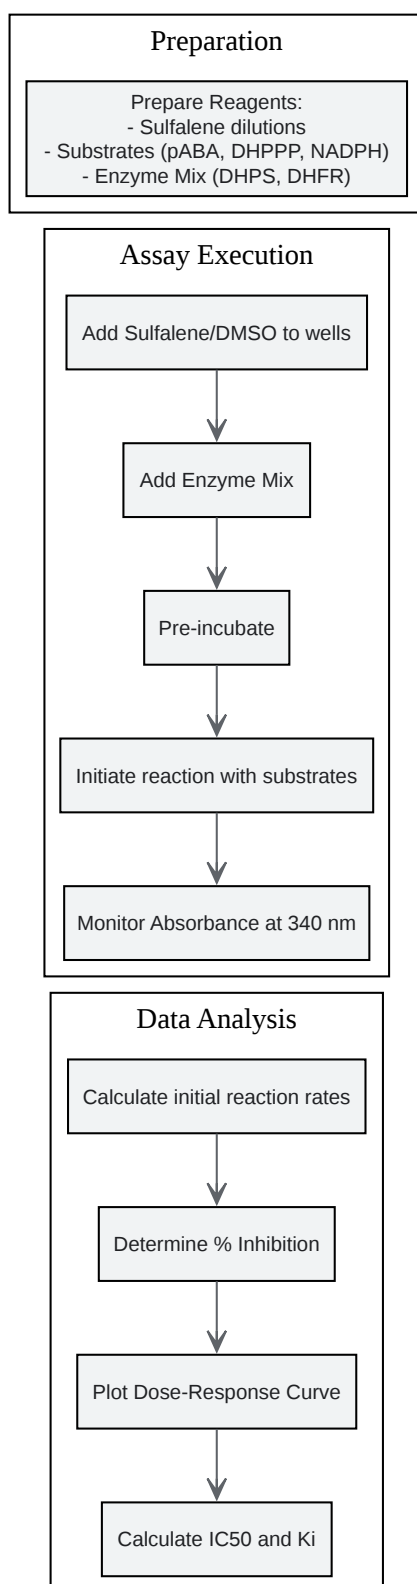 Preparation
Prepare Reagents:
- Sulfalene dilutions
- Substrates (pABA, DHPPP, NADPH)
- Enzyme Mix (DHPS, DHFR)
Assay Execution
Add Sulfalene/DMSO to wells
Add Enzyme Mix
Pre-incubate
Initiate reaction with substrates
Monitor Absorbance at 340 nm
Data Analysis
Calculate initial reaction rates
Determine % Inhibition
Plot Dose-Response Curve
Calculate IC50 and Ki